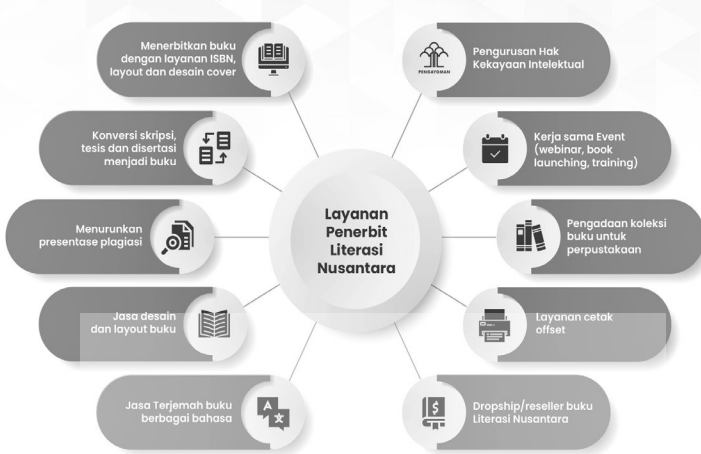 Layanan
Penerbit
Literasi
Nusantara
Menerbitkan buku
dengan layanan ISBN,
layout dan desain cover
Konversi skripsi,
tesis dan disertasi
menjadi buku
Menurunkan
presentase plagiasi
Jasa desain
dan layout buku
Jasa Terjemah buku
berbagai bahasa
A
PENGAYOMAN
Pengurusan Hak
Kekayaan Intelektual
Kerja sama Event
(webinar, book
launching, training)
Pengadaan koleksi
buku untuk
perpustakaan
Layanan cetak
offset
$
Dropship/reseller buku
Literasi Nusantara